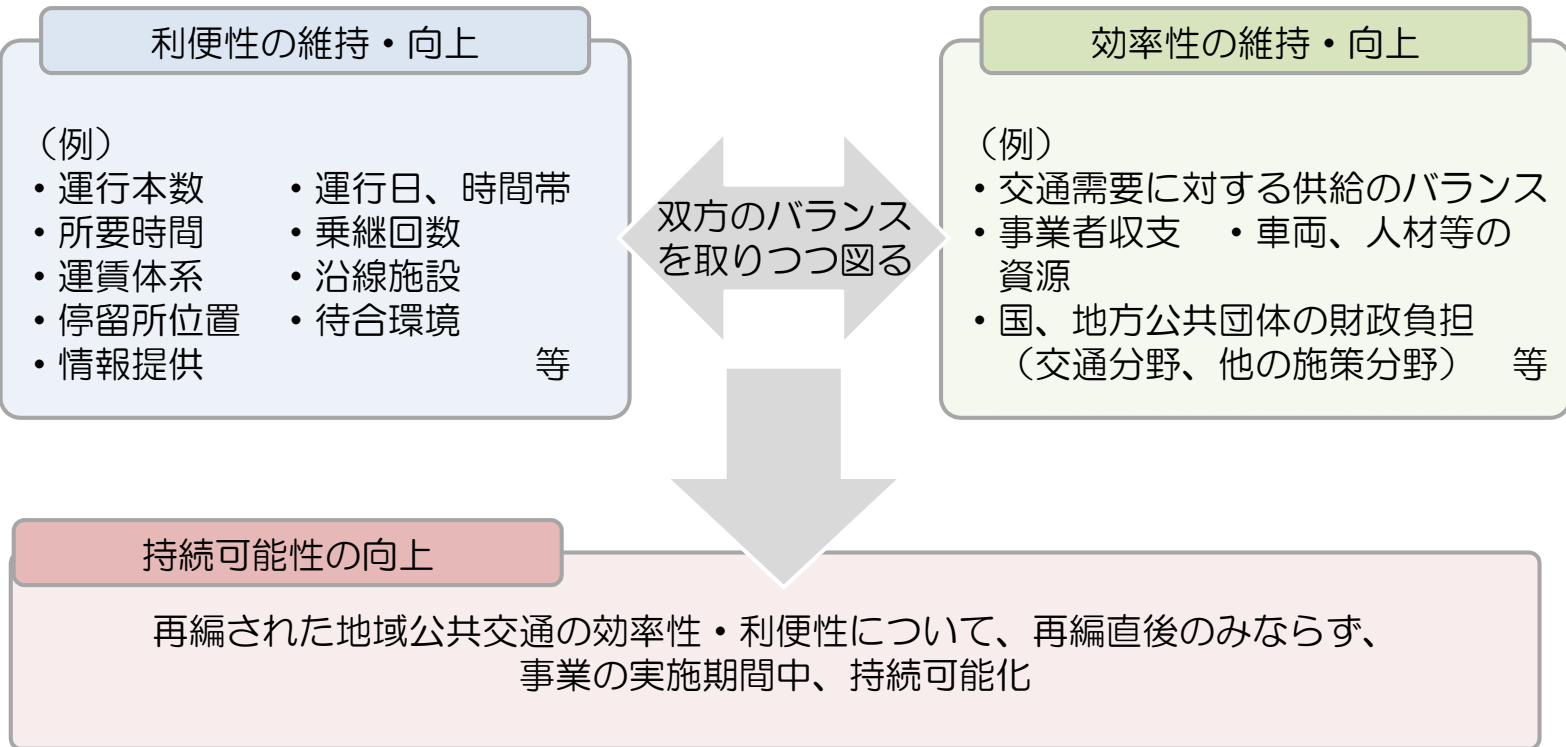 利便性の維持・向上
(例)
・運行本数　・運行日、時間帯
・所要時間　・乗継回数
・運賃体系　・沿線施設
・停留所位置　・待合環境
・情報提供　等
双方のバランス
を取りつつ図る
効率性の維持・向上
(例)
・交通需要に対する供給のバランス
・事業者収支　・車両、人材等の
資源
・国、地方公共団体の財政負担
(交通分野、他の施策分野)　等
持続可能性の向上
再編された地域公共交通の効率性・利便性について、再編直後のみならず、
事業の実施期間中、持続可能化